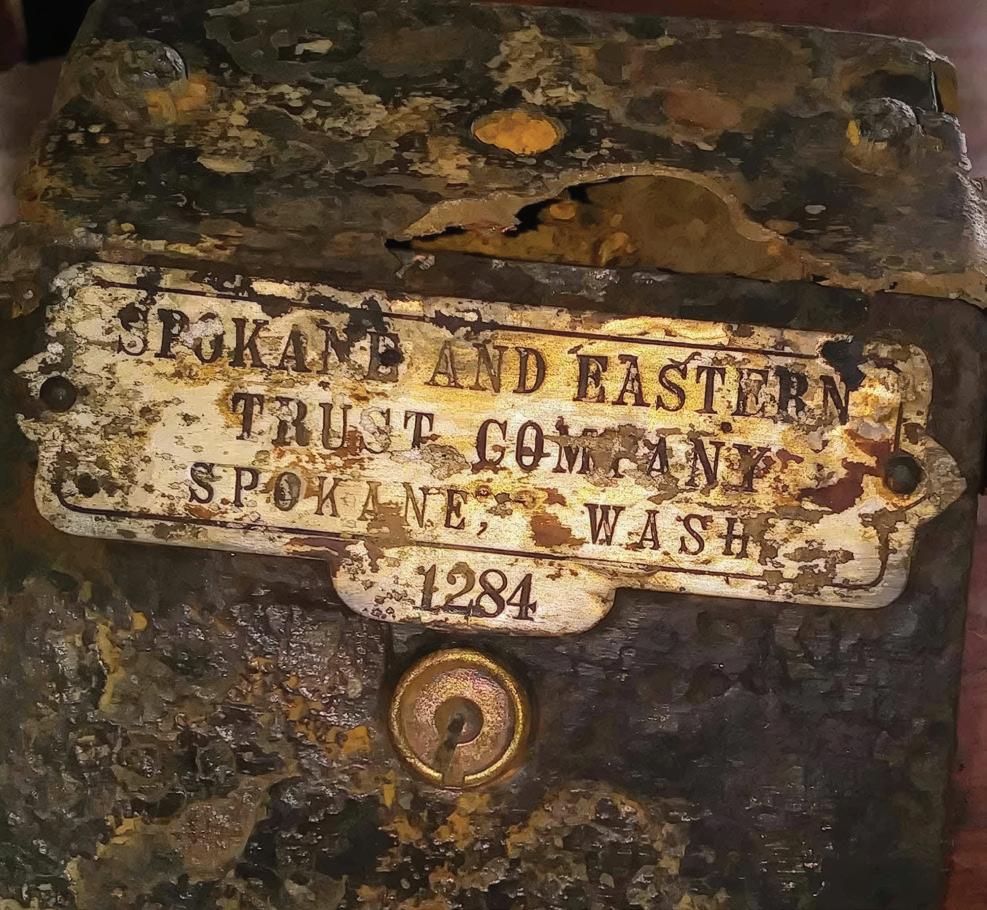 SPOKANE AND EASTERN
TRUST COMPANY
SPOKANE, WASH.
1284